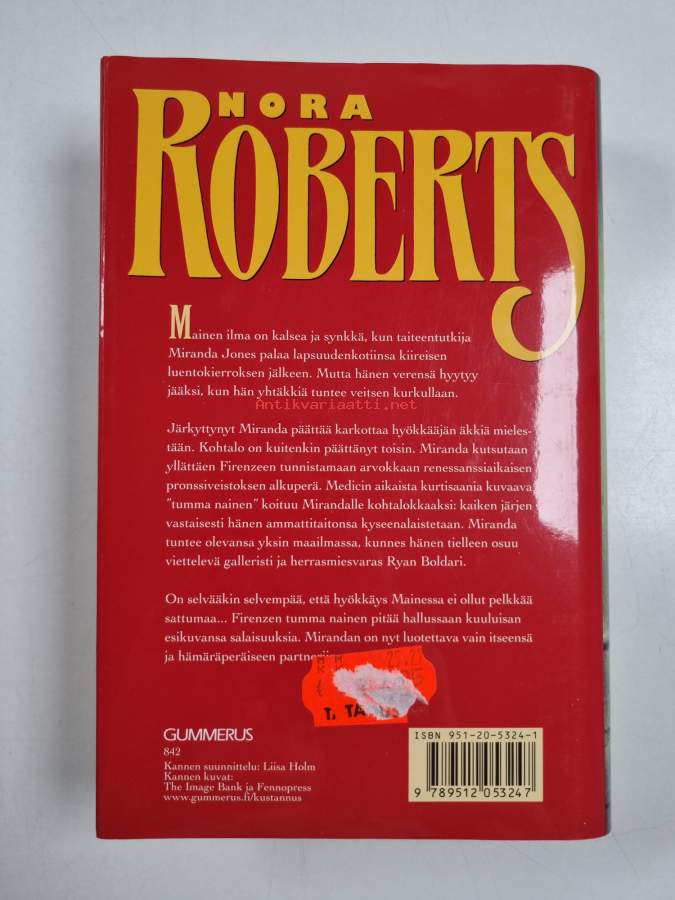 NORA
ROBERTS
Mainen ilma on kalsea ja synkkä, kun taiteentutkija
Miranda Jones palaa lapsuudenkotiinsa kiireisen
luentokierroksen jälkeen. Mutta hänen verensä hyytyy
jääksi, kun hän yhtäkkiä tuntee veitsen kurkullaan.
Antikvariaatti.net
Järkyttynyt Miranda päättää karkottaa hyökkääjän äkkiä mieles-
tään. Kohtalo on kuitenkin päättänyt toisin. Miranda kutsutaan
yllättäen Firenzeen tunnistamaan arvokkaan renessanssiaikaisen
pronssiveistoksen alkuperä. Medicin aikaista kurtisaania kuvaava
"tumma nainen" koituu Mirandalle kohtalokkaaksi: kaiken järjen
vastaisesti hänen ammattitaitonsa kyseenalaistetaan. Miranda
tuntee olevansa yksin maailmassa, kunnes hänen tielleen osuu
viettelevä galleristi ja herrasmiesvaras Ryan Boldari.
On selvääkin selvempää, että hyökkäys Mainessa ei ollut pelkkää
sattumaa... Firenzen tumma nainen pitää hallussaan kuuluisan
esikuvansa salaisuuksia. Mirandan on nyt luotettava vain itseensä
ja hämäräperäiseen
GUMMERUS
842
Kannen suunnittelu: Liisa Holm
Kannen kuvat:
The Image Bank ja Fennopress
www.gummerus.fi/kustannus
ISBN 951-20-5324-1
9 789512 053247